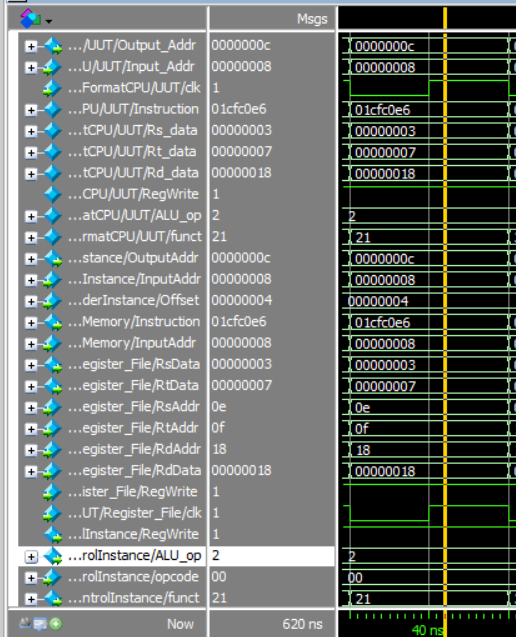 Msgs
.../UUT/Output_Addr 0000000c 0000000c
...U/UUT/Input_Addr 00000008 00000008
...FormatCPU/UUT/clk 1
...PU/UUT/Instruction 01cfc0e6 01cfc0e6
...tCPU/UUT/Rs_data 00000003 00000003
...tCPU/UUT/Rt_data 00000007 00000007
...tCPU/UUT/Rd_data 00000018 00000018
...CPU/UUT/RegWrite 1
...atCPU/UUT/ALU_op 2 2
...rmatCPU/UUT/funct 21 21
...stance/OutputAddr 0000000c 0000000c
...Instance/InputAddr 00000008 00000008
...derInstance/Offset 00000004 00000004
...Memory/Instruction 01cfc0e6 01cfc0e6
...Memory/InputAddr 00000008 00000008
...egister_File/RsData 00000003 00000003
...egister_File/RtData 00000007 00000007
...egister_File/RsAddr 0e 0e
...egister_File/RtAddr 0f 0f
...egister_File/RdAddr 18 18
...egister_File/RdData 00000018 00000018
...ister_File/RegWrite 1
...UT/Register_File/clk 1
...lInstance/RegWrite 1
...rolInstance/ALU_op 2 2
...rolInstance/opcode 00 00
...ntrolInstance/funct 21 21
Now 620 ns 40 ns